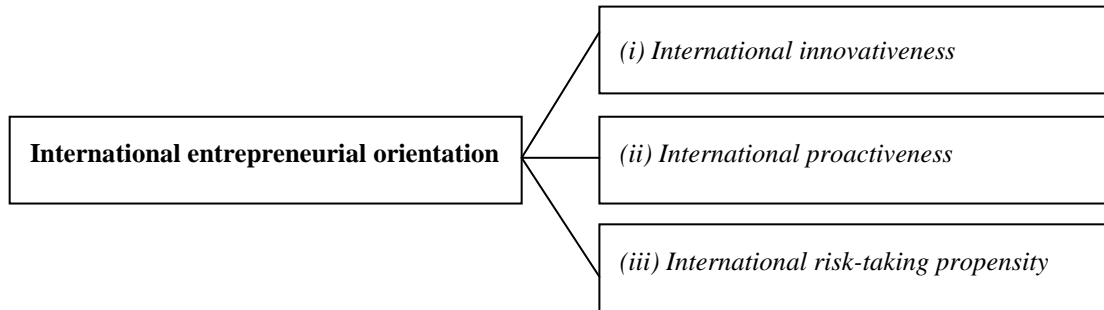 (i) International innovativeness
International entrepreneurial orientation
(ii) International proactiveness
(iii) International risk-taking propensity